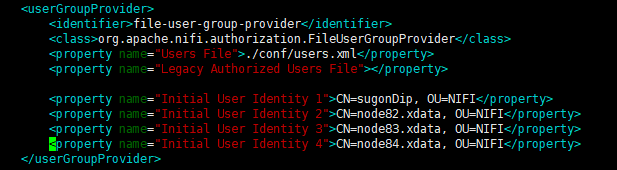 <userGroupProvider>
    <identifier>file-user-group-provider</identifier>
    <class>org.apache.nifi.authorization.FileUserGroupProvider</class>
    <property name="Users File">./conf/users.xml</property>
    <property name="Legacy Authorized Users File"></property>

    <property name="Initial User Identity 1">CN=sugonDip, OU=NIFI</property>
    <property name="Initial User Identity 2">CN=node82.xdata, OU=NIFI</property>
    <property name="Initial User Identity 3">CN=node83.xdata, OU=NIFI</property>
    <property name="Initial User Identity 4">CN=node84.xdata, OU=NIFI</property>
</userGroupProvider>